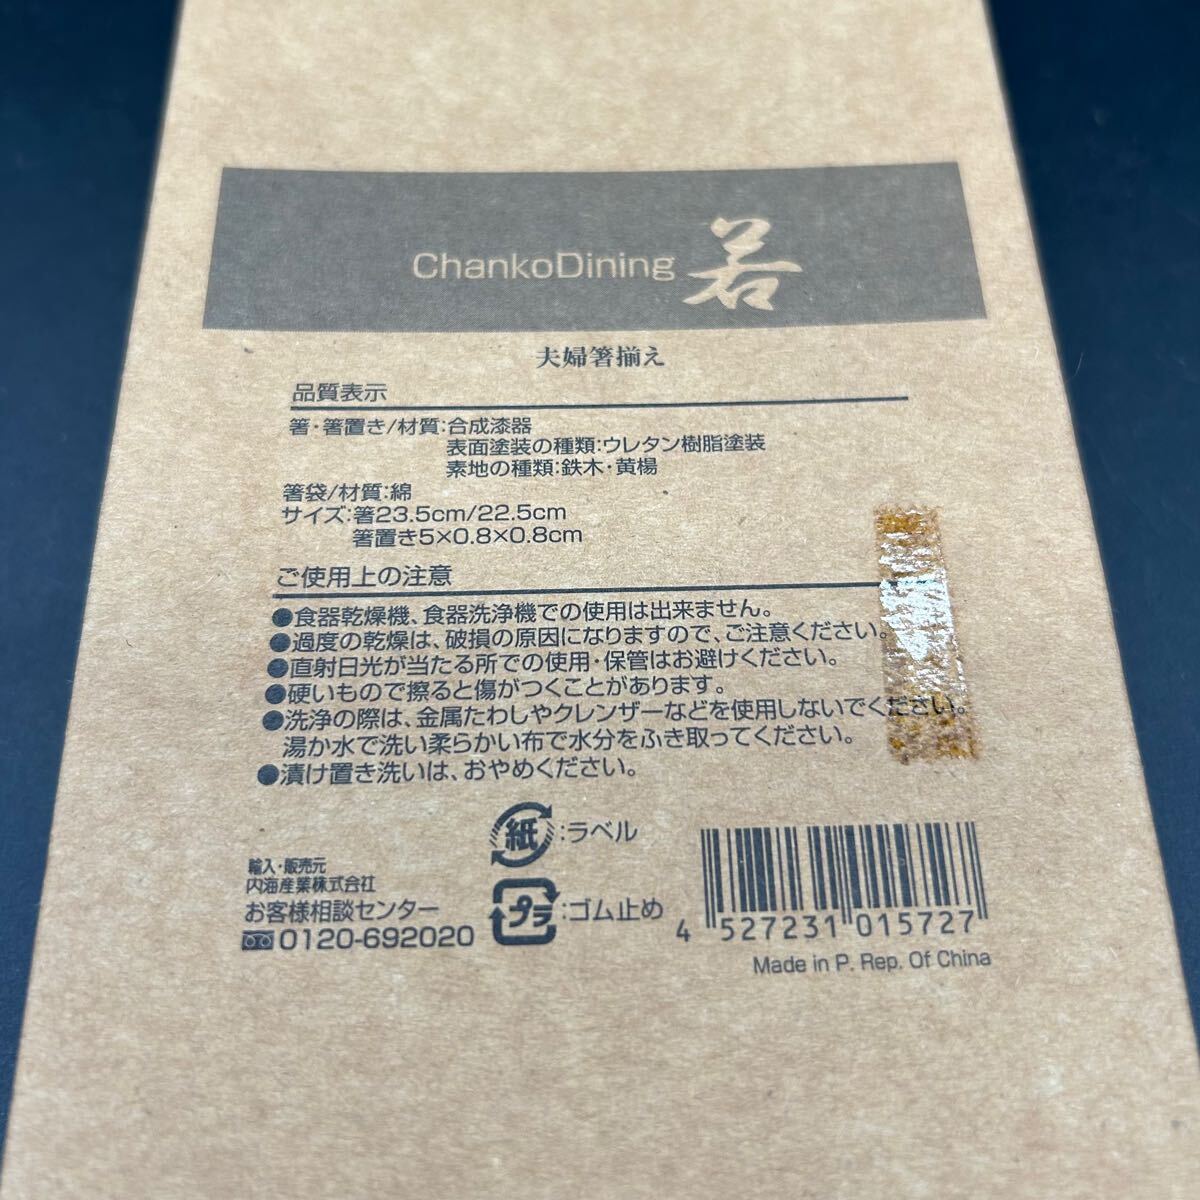 ChankoDining 若
夫婦箸揃え
品質表示
箸・箸置き/材質:合成漆器
表面塗装の種類:ウレタン樹脂塗装
素地の種類:鉄木・黄楊
箸袋/材質:綿
サイズ:箸23.5cm/22.5cm
箸置き5×0.8×0.8cm
ご使用上の注意
●食器乾燥機、食器洗浄機での使用は出来ません。
●過度の乾燥は、破損の原因になりますので、ご注意ください。
●直射日光が当たる所での使用・保管はお避けください。
●硬いもので擦ると傷がつくことがあります。
●洗浄の際は、金属たわしやクレンザーなどを使用しないでください。
湯か水で洗い柔らかい布で水分をふき取ってください。
●漬け置き洗いは、おやめください。
紙:ラベル
プラ:ゴム止め
輸入・販売元
内海産業株式会社
お客様相談センター
0120-692020
4 527231 015727
Made in P. Rep. Of China